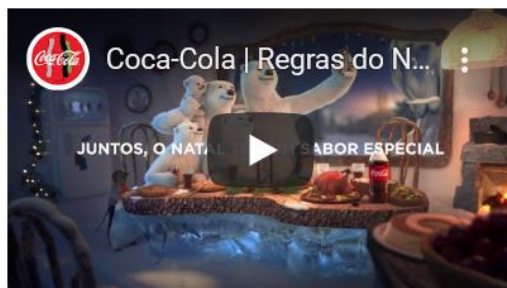 Coca-Cola
Coca-Cola | Regras do N...
JUNTOS, O NATAL T SABOR ESPECIAL
Coca-Cola